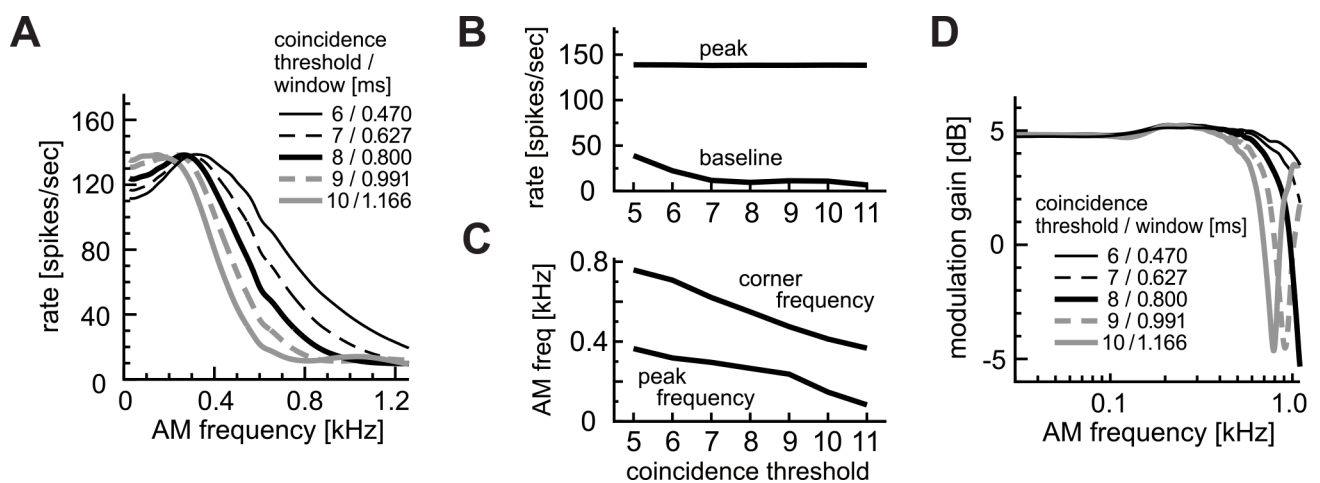 A
coincidence
threshold /
window [ms]
6 / 0.470
7 / 0.627
8 / 0.800
9 / 0.991
10 / 1.166
rate [spikes/sec]
160
120
80
40
0
0 0.4 0.8 1.2
AM frequency [kHz]
B
rate [spikes/sec]
150
100
50
0
peak
baseline
5 6 7 8 9 10 11
C
AM freq [kHz]
0.8
0.4
0
corner
frequency
peak
frequency
5 6 7 8 9 10 11
coincidence threshold
D
modulation gain [dB]
5
0
-5
coincidence
threshold / window [ms]
6 / 0.470
7 / 0.627
8 / 0.800
9 / 0.991
10 / 1.166
0.1 1.0
AM frequency [kHz]